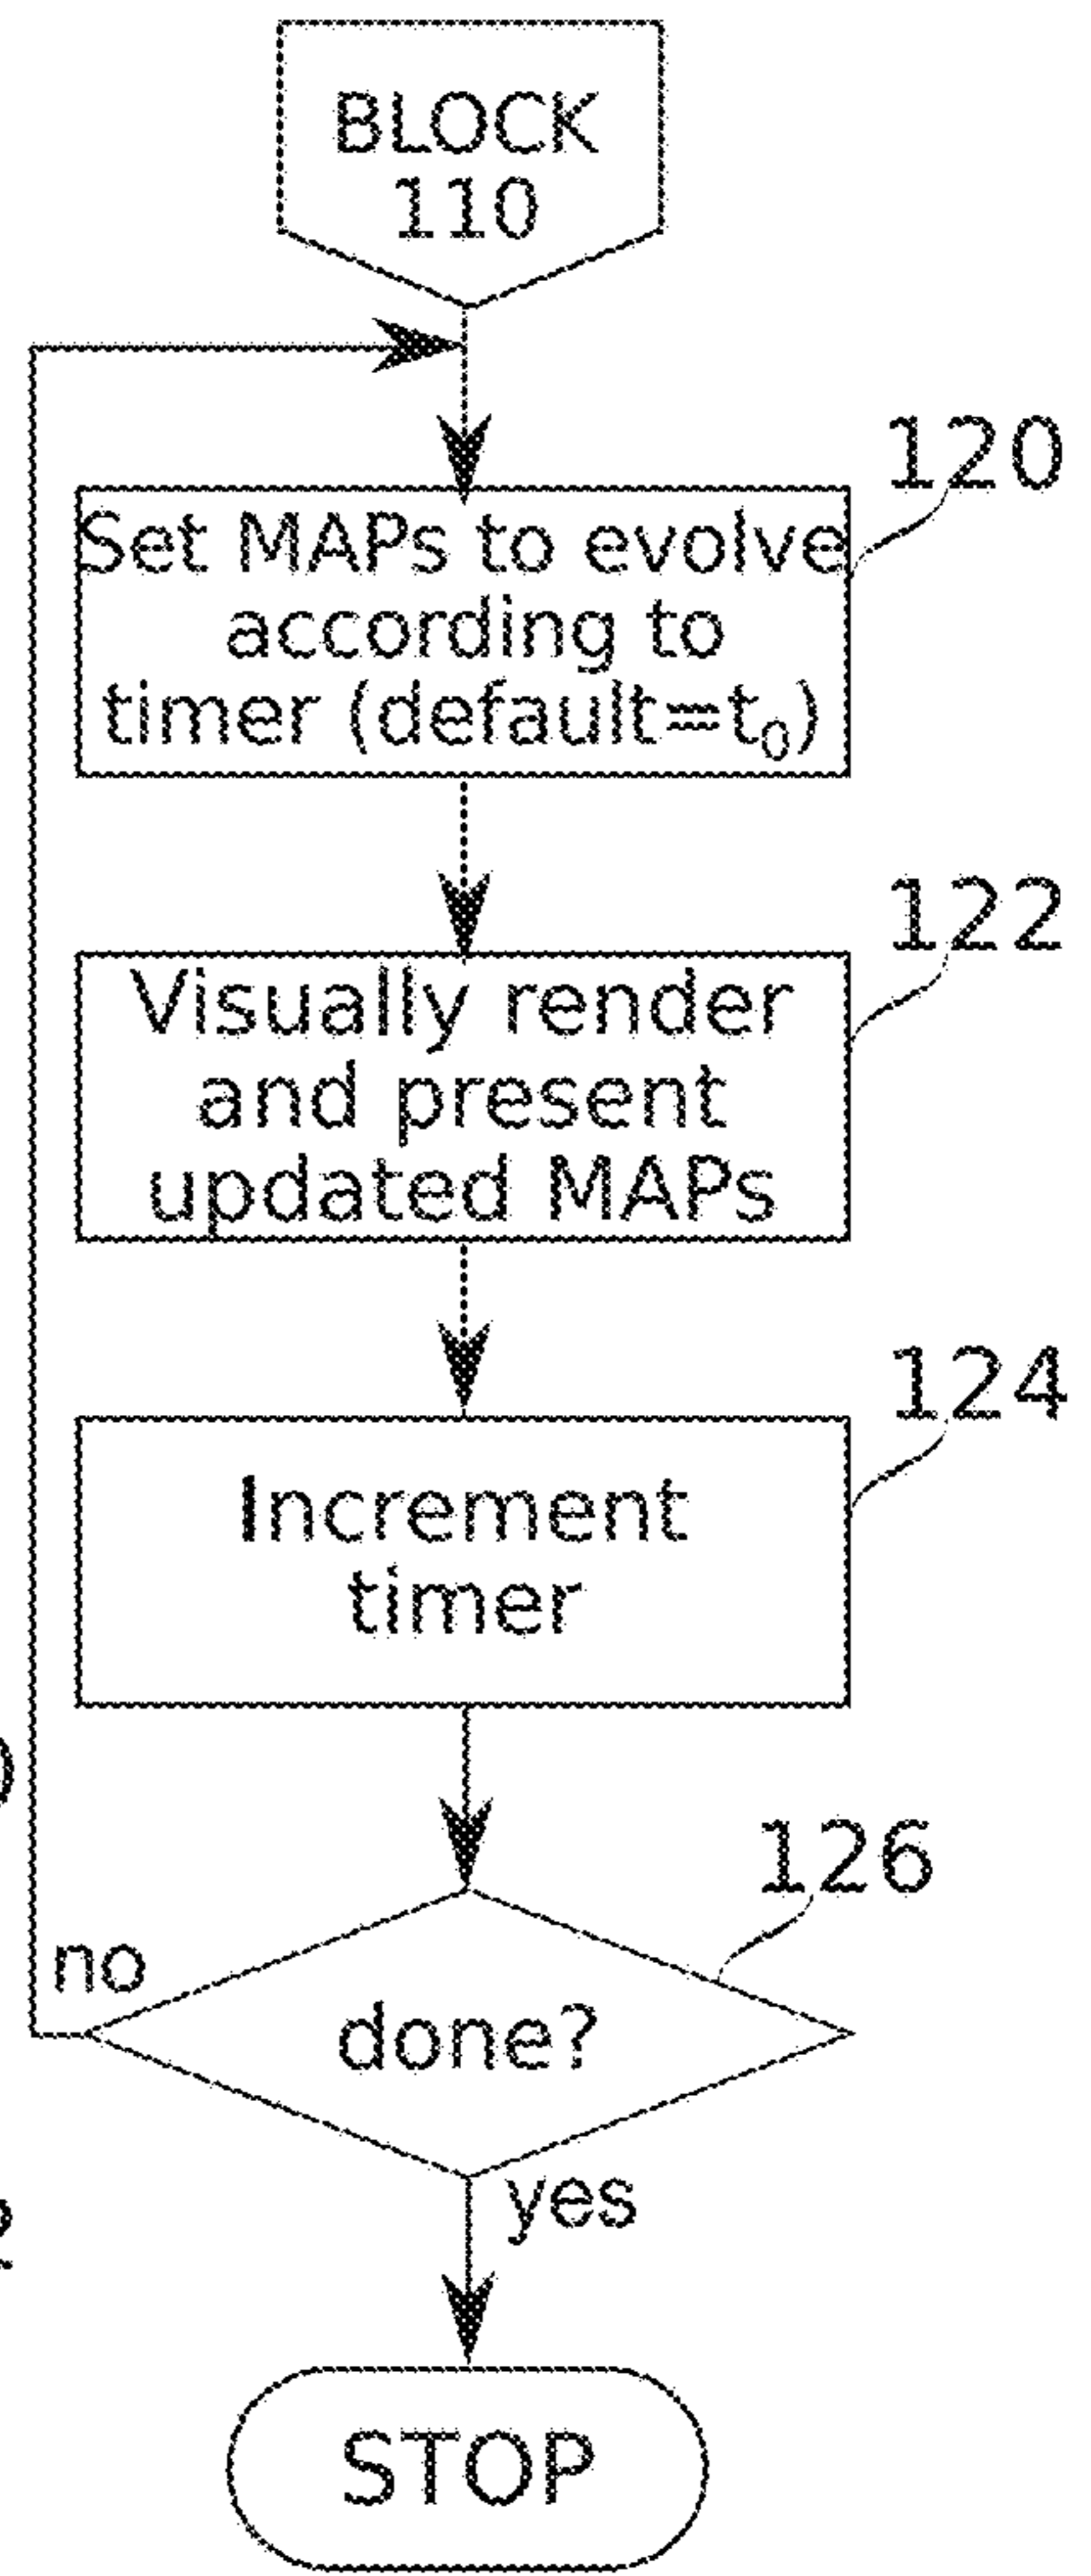 BLOCK
110
120
Set MAPs to evolve
according to
timer (default=t₀)
122
Visually render
and present
updated MAPs
124
Increment
timer
126
no
done?
yes
STOP